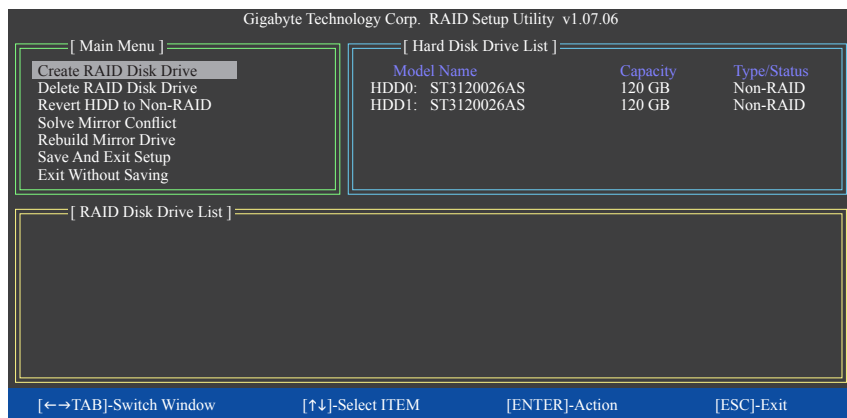 Gigabyte Technology Corp. RAID Setup Utility v1.07.06
[ Main Menu ]
Create RAID Disk Drive
Delete RAID Disk Drive
Revert HDD to Non-RAID
Solve Mirror Conflict
Rebuild Mirror Drive
Save And Exit Setup
Exit Without Saving
[ Hard Disk Drive List ]
Model Name Capacity Type/Status
HDD0: ST3120026AS 120 GB Non-RAID
HDD1: ST3120026AS 120 GB Non-RAID
[ RAID Disk Drive List ]
[←→TAB]-Switch Window [↑↓]-Select ITEM [ENTER]-Action [ESC]-Exit